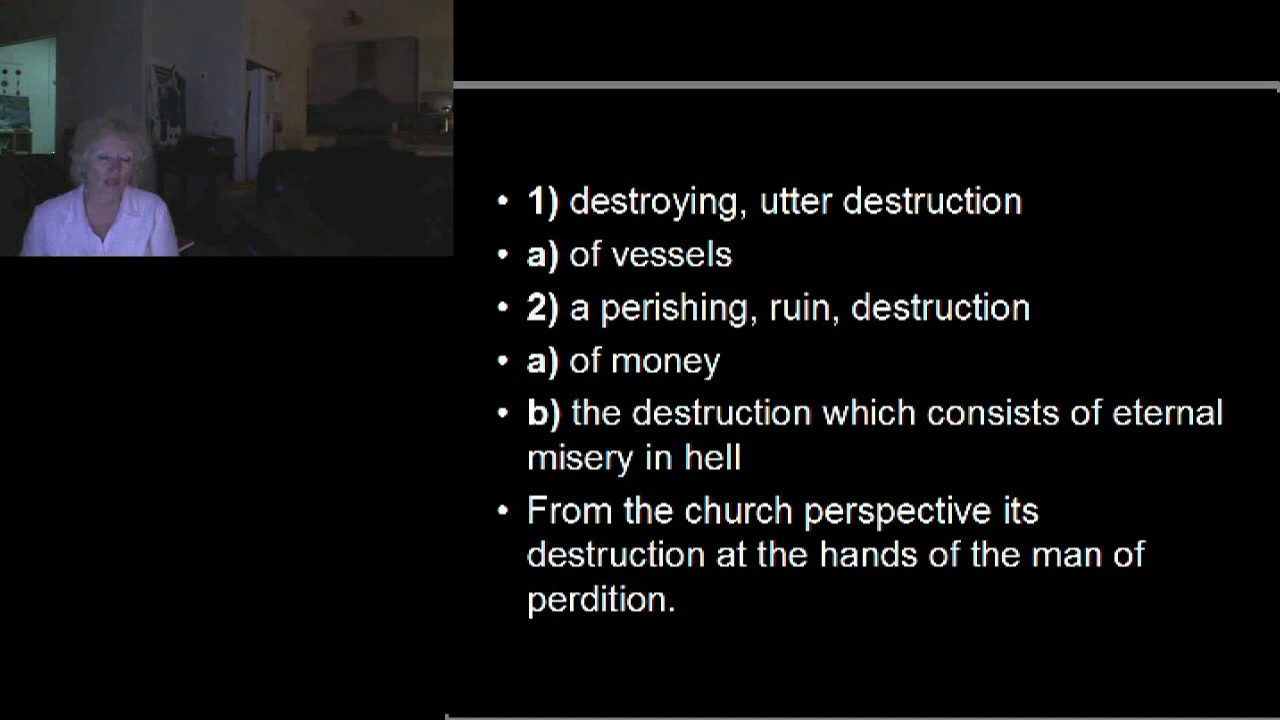 • 1) destroying, utter destruction
• a) of vessels
• 2) a perishing, ruin, destruction
• a) of money
• b) the destruction which consists of eternal
misery in hell
• From the church perspective its
destruction at the hands of the man of
perdition.